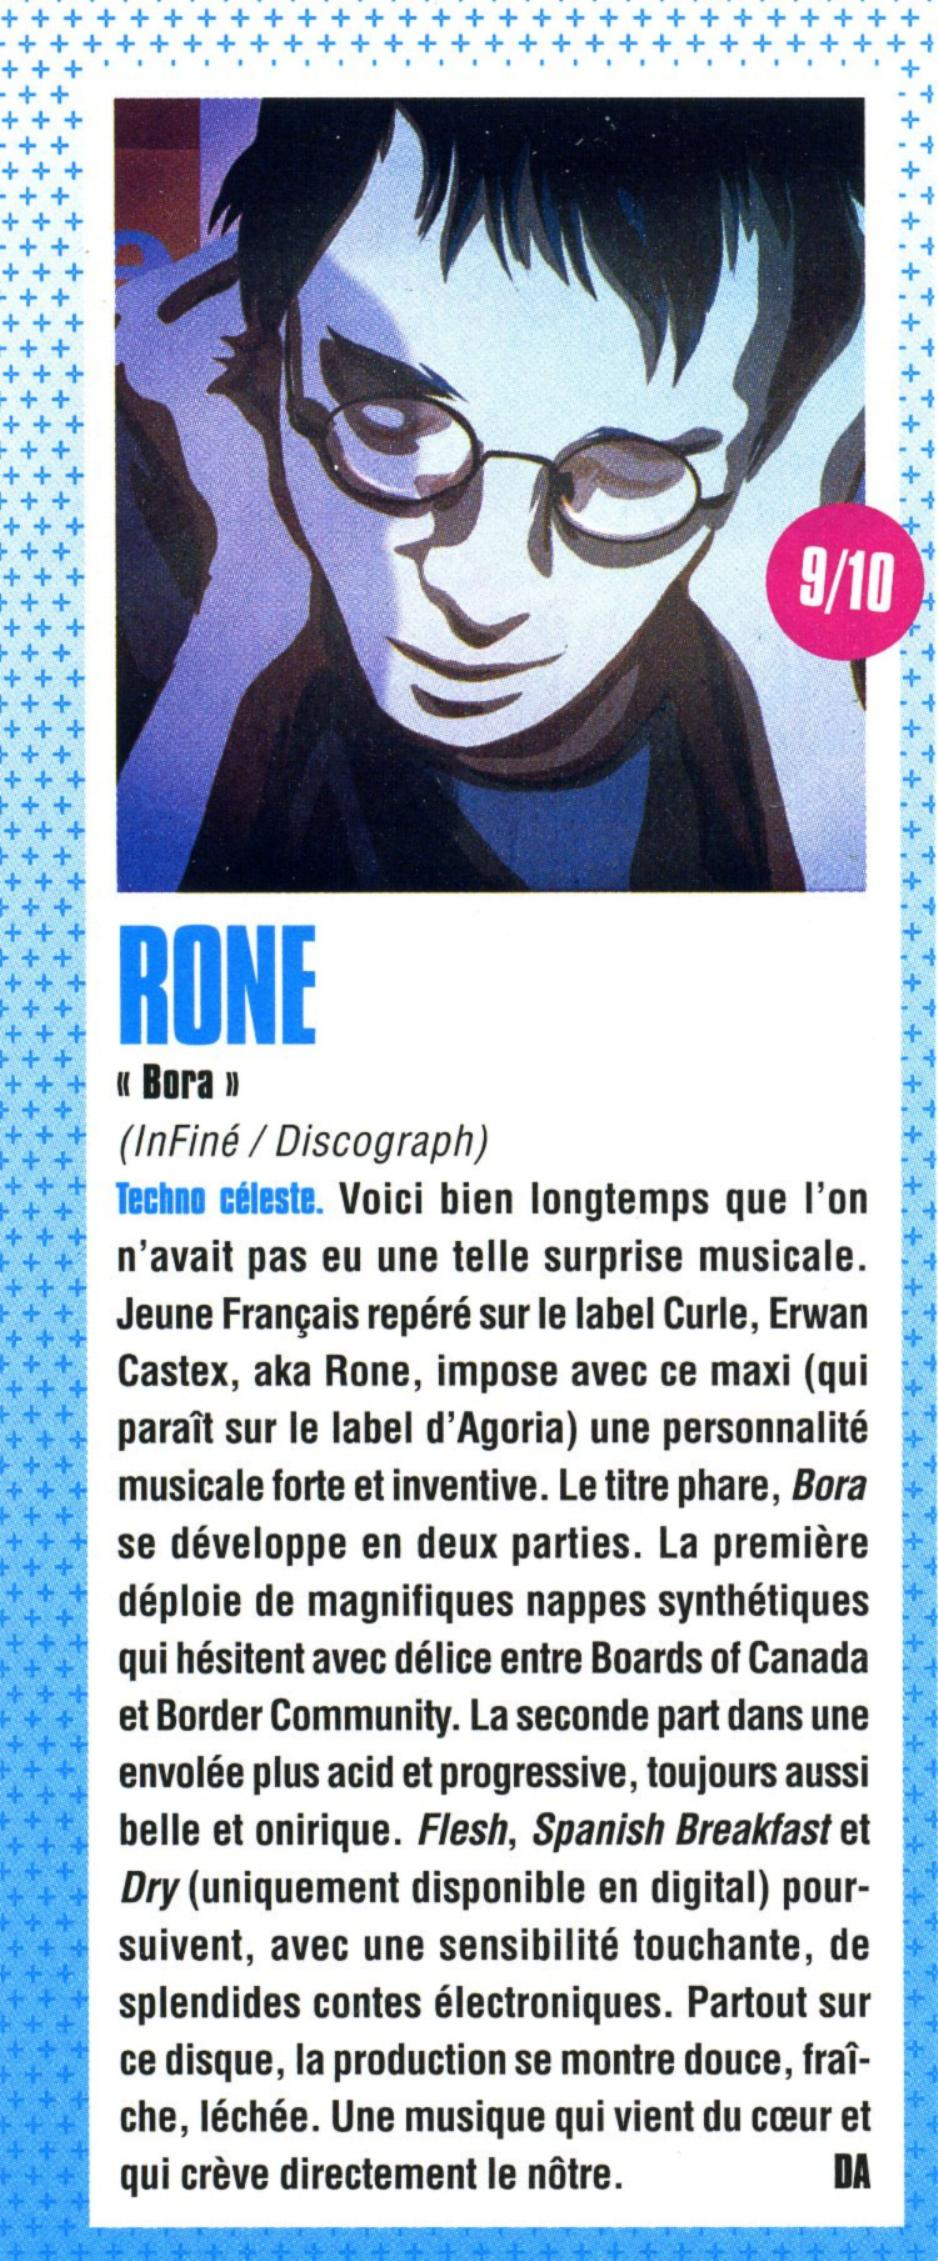 9/10
RONE
« Bora »
(InFiné / Discograph)
Techno céleste. Voici bien longtemps que l'on
n'avait pas eu une telle surprise musicale.
Jeune Français repéré sur le label Curle, Erwan
Castex, aka Rone, impose avec ce maxi (qui
paraît sur le label d'Agoria) une personnalité
musicale forte et inventive. Le titre phare, Bora
se développe en deux parties. La première
déploie de magnifiques nappes synthétiques
qui hésitent avec délice entre Boards of Canada
et Border Community. La seconde part dans une
envolée plus acid et progressive, toujours aussi
belle et onirique. Flesh, Spanish Breakfast et
Dry (uniquement disponible en digital) pour-
suivent, avec une sensibilité touchante, de
splendides contes électroniques. Partout sur
ce disque, la production se montre douce, fraî-
che, léchée. Une musique qui vient du cœur et
qui crève directement le nôtre. DA